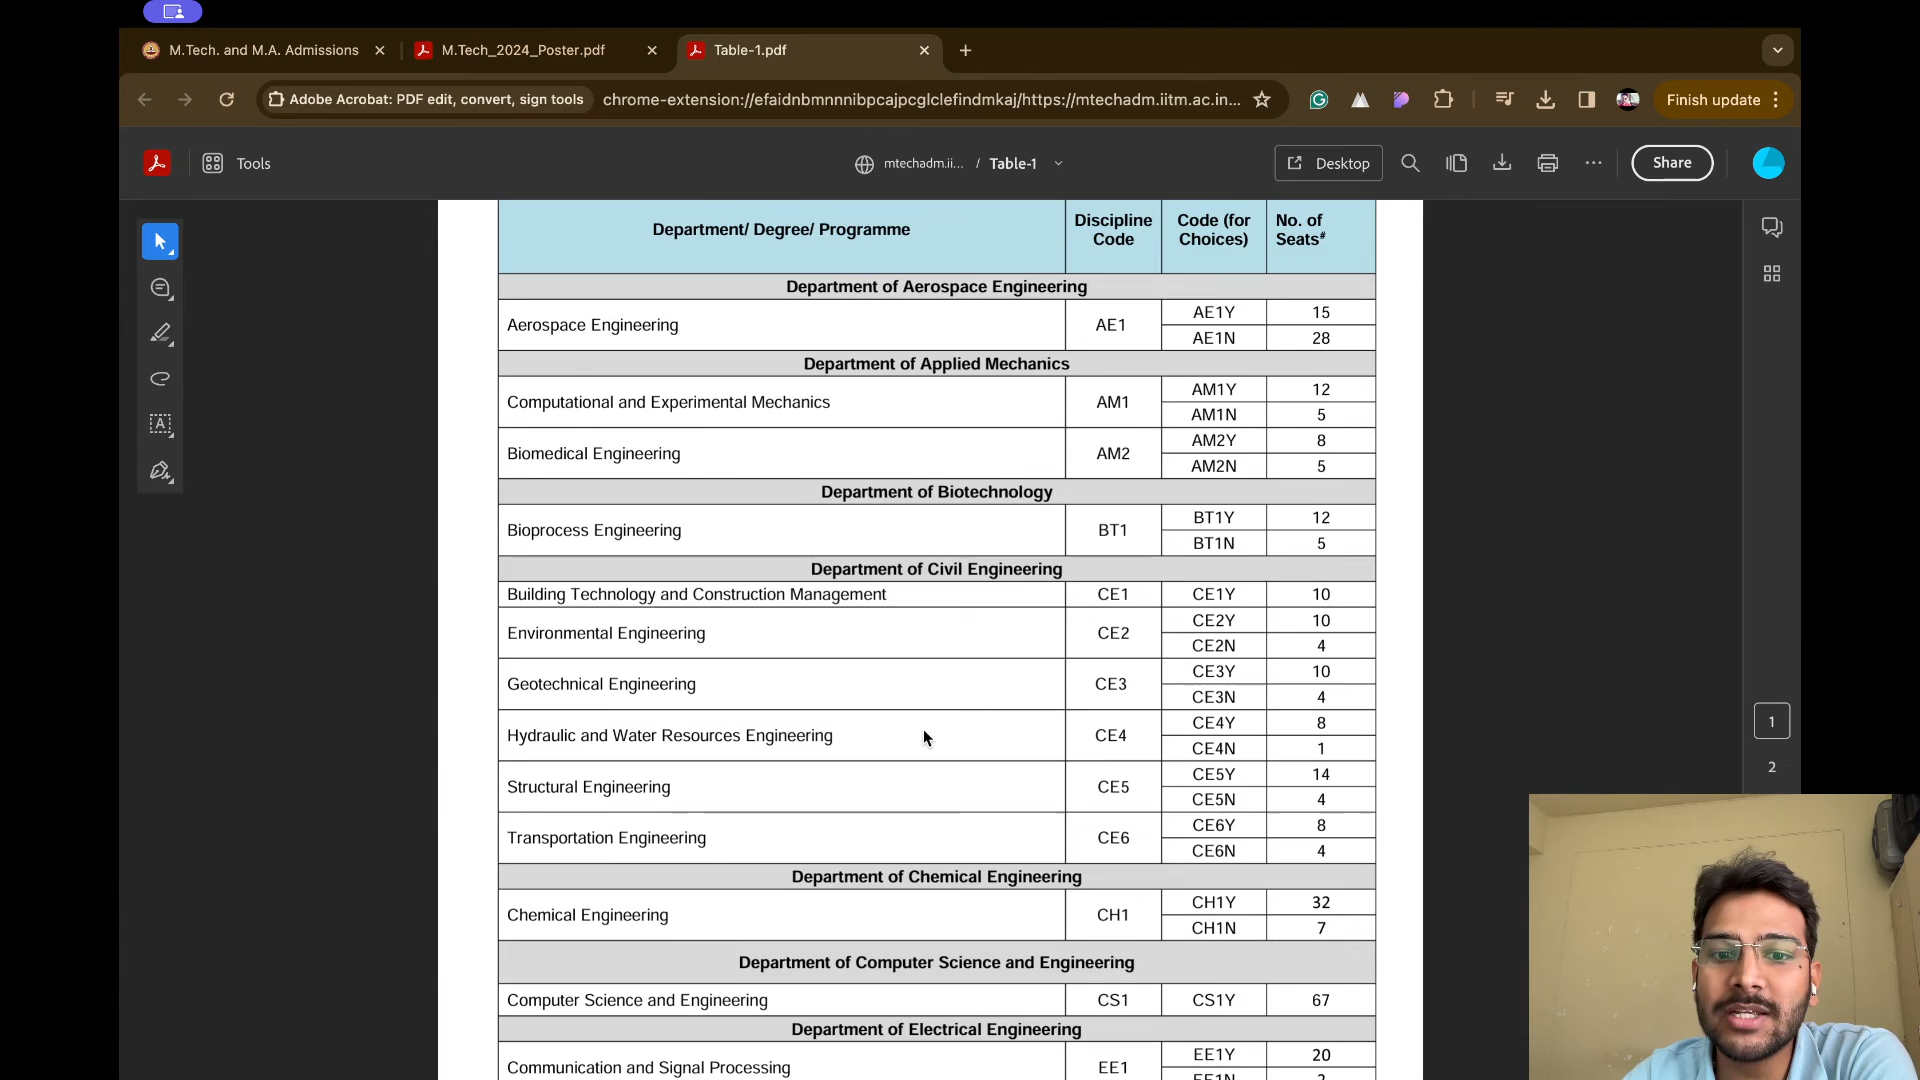 M.Tech. and M.A. Admissions
M.Tech_2024_Poster.pdf
Table-1.pdf
Adobe Acrobat: PDF edit, convert, sign tools
chrome-extension://efaidnbmnnnibpcajpcglclefindmkaj/https://mtechadm.iitm.ac.in...
Finish update
Tools
mtechadm.ii... / Table-1
Desktop
Share
Department/ Degree/ Programme Discipline Code Code (for Choices) No. of Seats#
Department of Aerospace Engineering
Aerospace Engineering AE1 AE1Y 15
AE1N 28
Department of Applied Mechanics
Computational and Experimental Mechanics AM1 AM1Y 12
AM1N 5
Biomedical Engineering AM2 AM2Y 8
AM2N 5
Department of Biotechnology
Bioprocess Engineering BT1 BT1Y 12
BT1N 5
Department of Civil Engineering
Building Technology and Construction Management CE1 CE1Y 10
Environmental Engineering CE2 CE2Y 10
CE2N 4
Geotechnical Engineering CE3 CE3Y 10
CE3N 4
Hydraulic and Water Resources Engineering CE4 CE4Y 8
CE4N 1
Structural Engineering CE5 CE5Y 14
CE5N 4
Transportation Engineering CE6 CE6Y 8
CE6N 4
Department of Chemical Engineering
Chemical Engineering CH1 CH1Y 32
CH1N 7
Department of Computer Science and Engineering
Computer Science and Engineering CS1 CS1Y 67
Department of Electrical Engineering
Communication and Signal Processing EE1 EE1Y 20
1
2